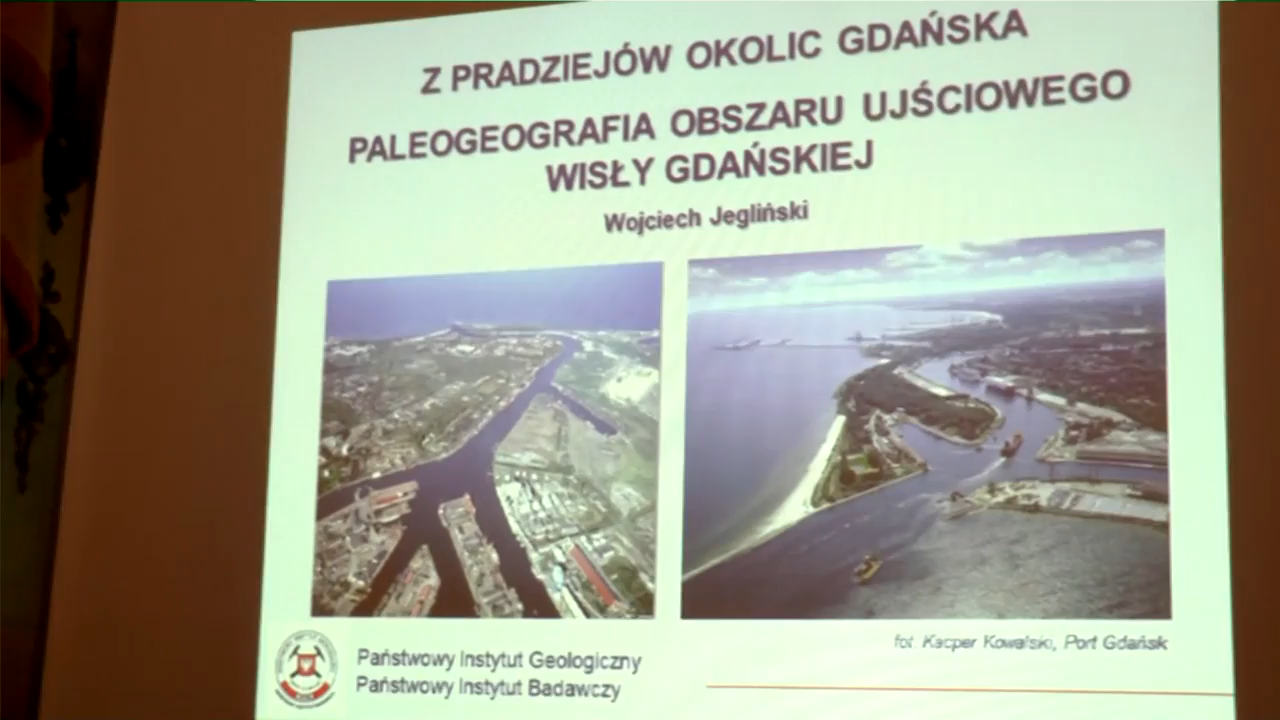 Z PRADZIEJÓW OKOLIC GDAŃSKA
PALEOGEOGRAFIA OBSZARU UJŚCIOWEGO
WISŁY GDAŃSKIEJ
Wojciech Jegliński
fot. Kacper Kowalski, Port Gdańsk
Państwowy Instytut Geologiczny
Państwowy Instytut Badawczy